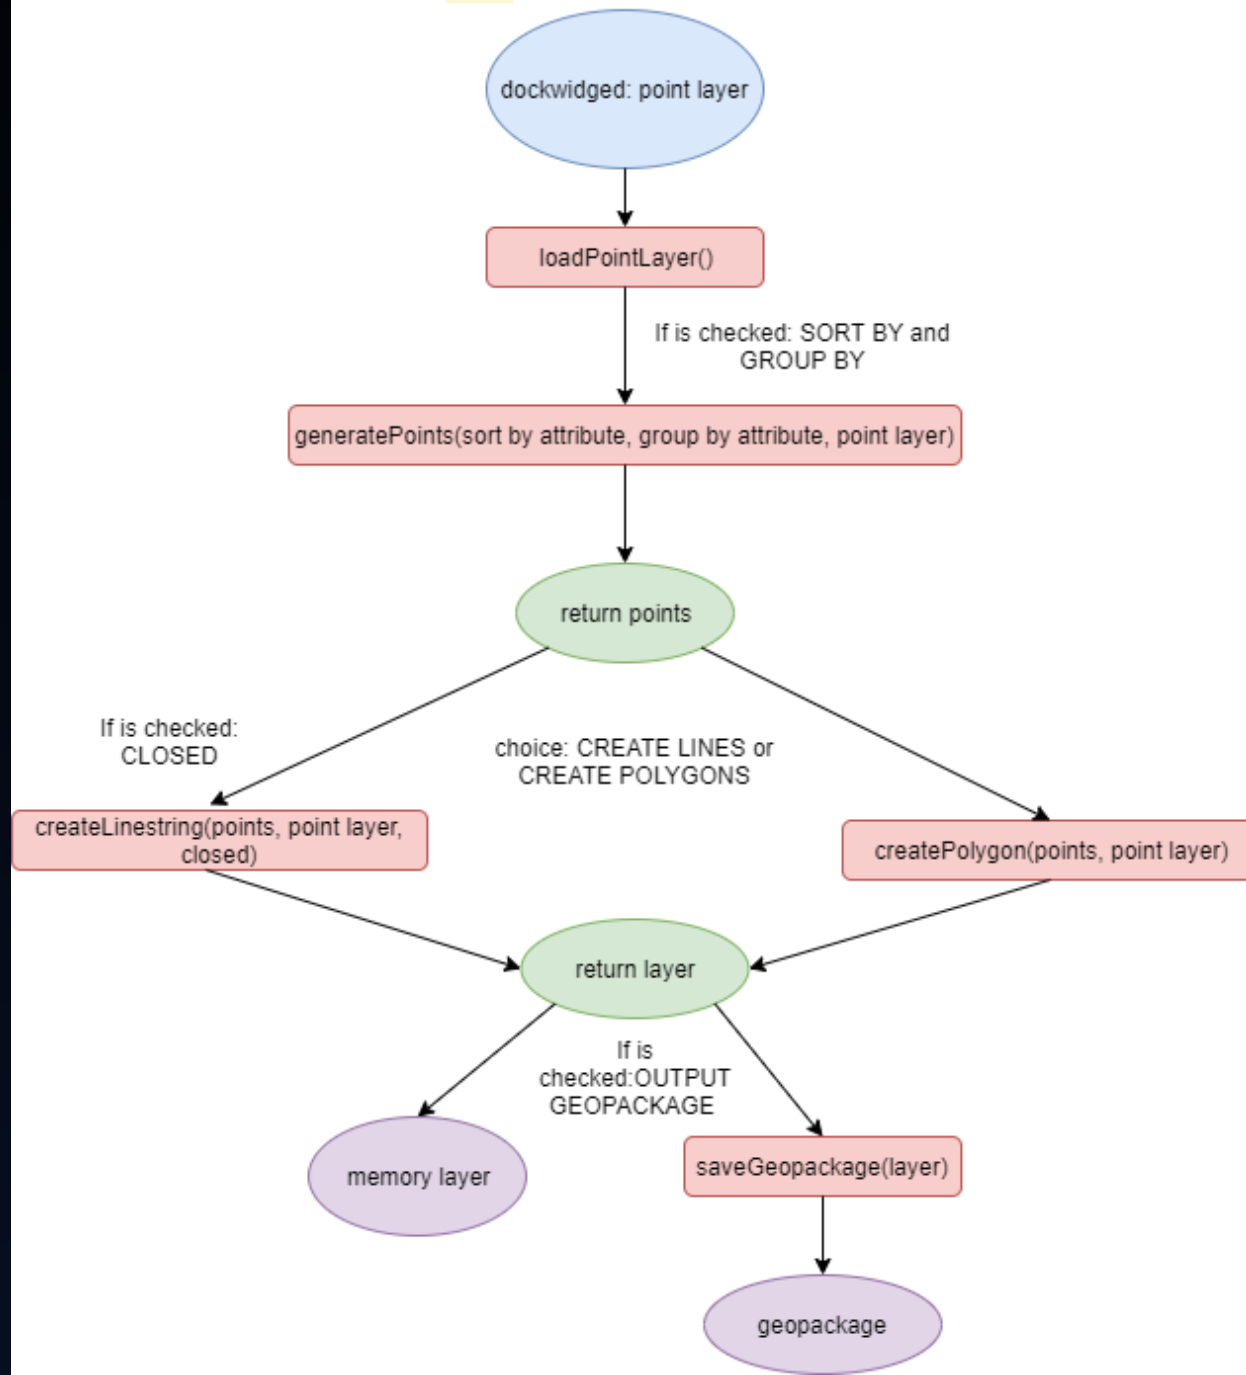 dockwidged: point layer
loadPointLayer()
If is checked: SORT BY and
GROUP BY
generatePoints(sort by attribute, group by attribute, point layer)
return points
If is checked:
CLOSED
choice: CREATE LINES or
CREATE POLYGONS
createLinestring(points, point layer,
closed)
createPolygon(points, point layer)
return layer
If is
checked:OUTPUT
GEOPACKAGE
memory layer
saveGeopackage(layer)
geopackage